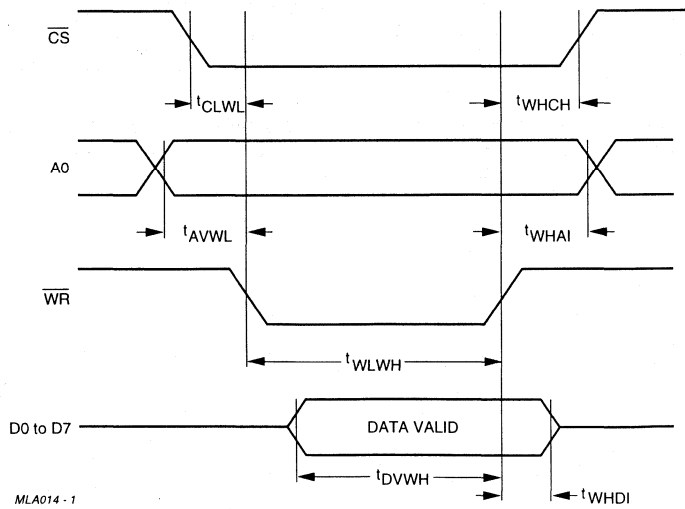 CS
tCLWL
tWHCH
A0
tAVWL
tWHAI
WR
tWLWH
D0 to D7
DATA VALID
tDVWH
tWHDI
MLA014 - 1